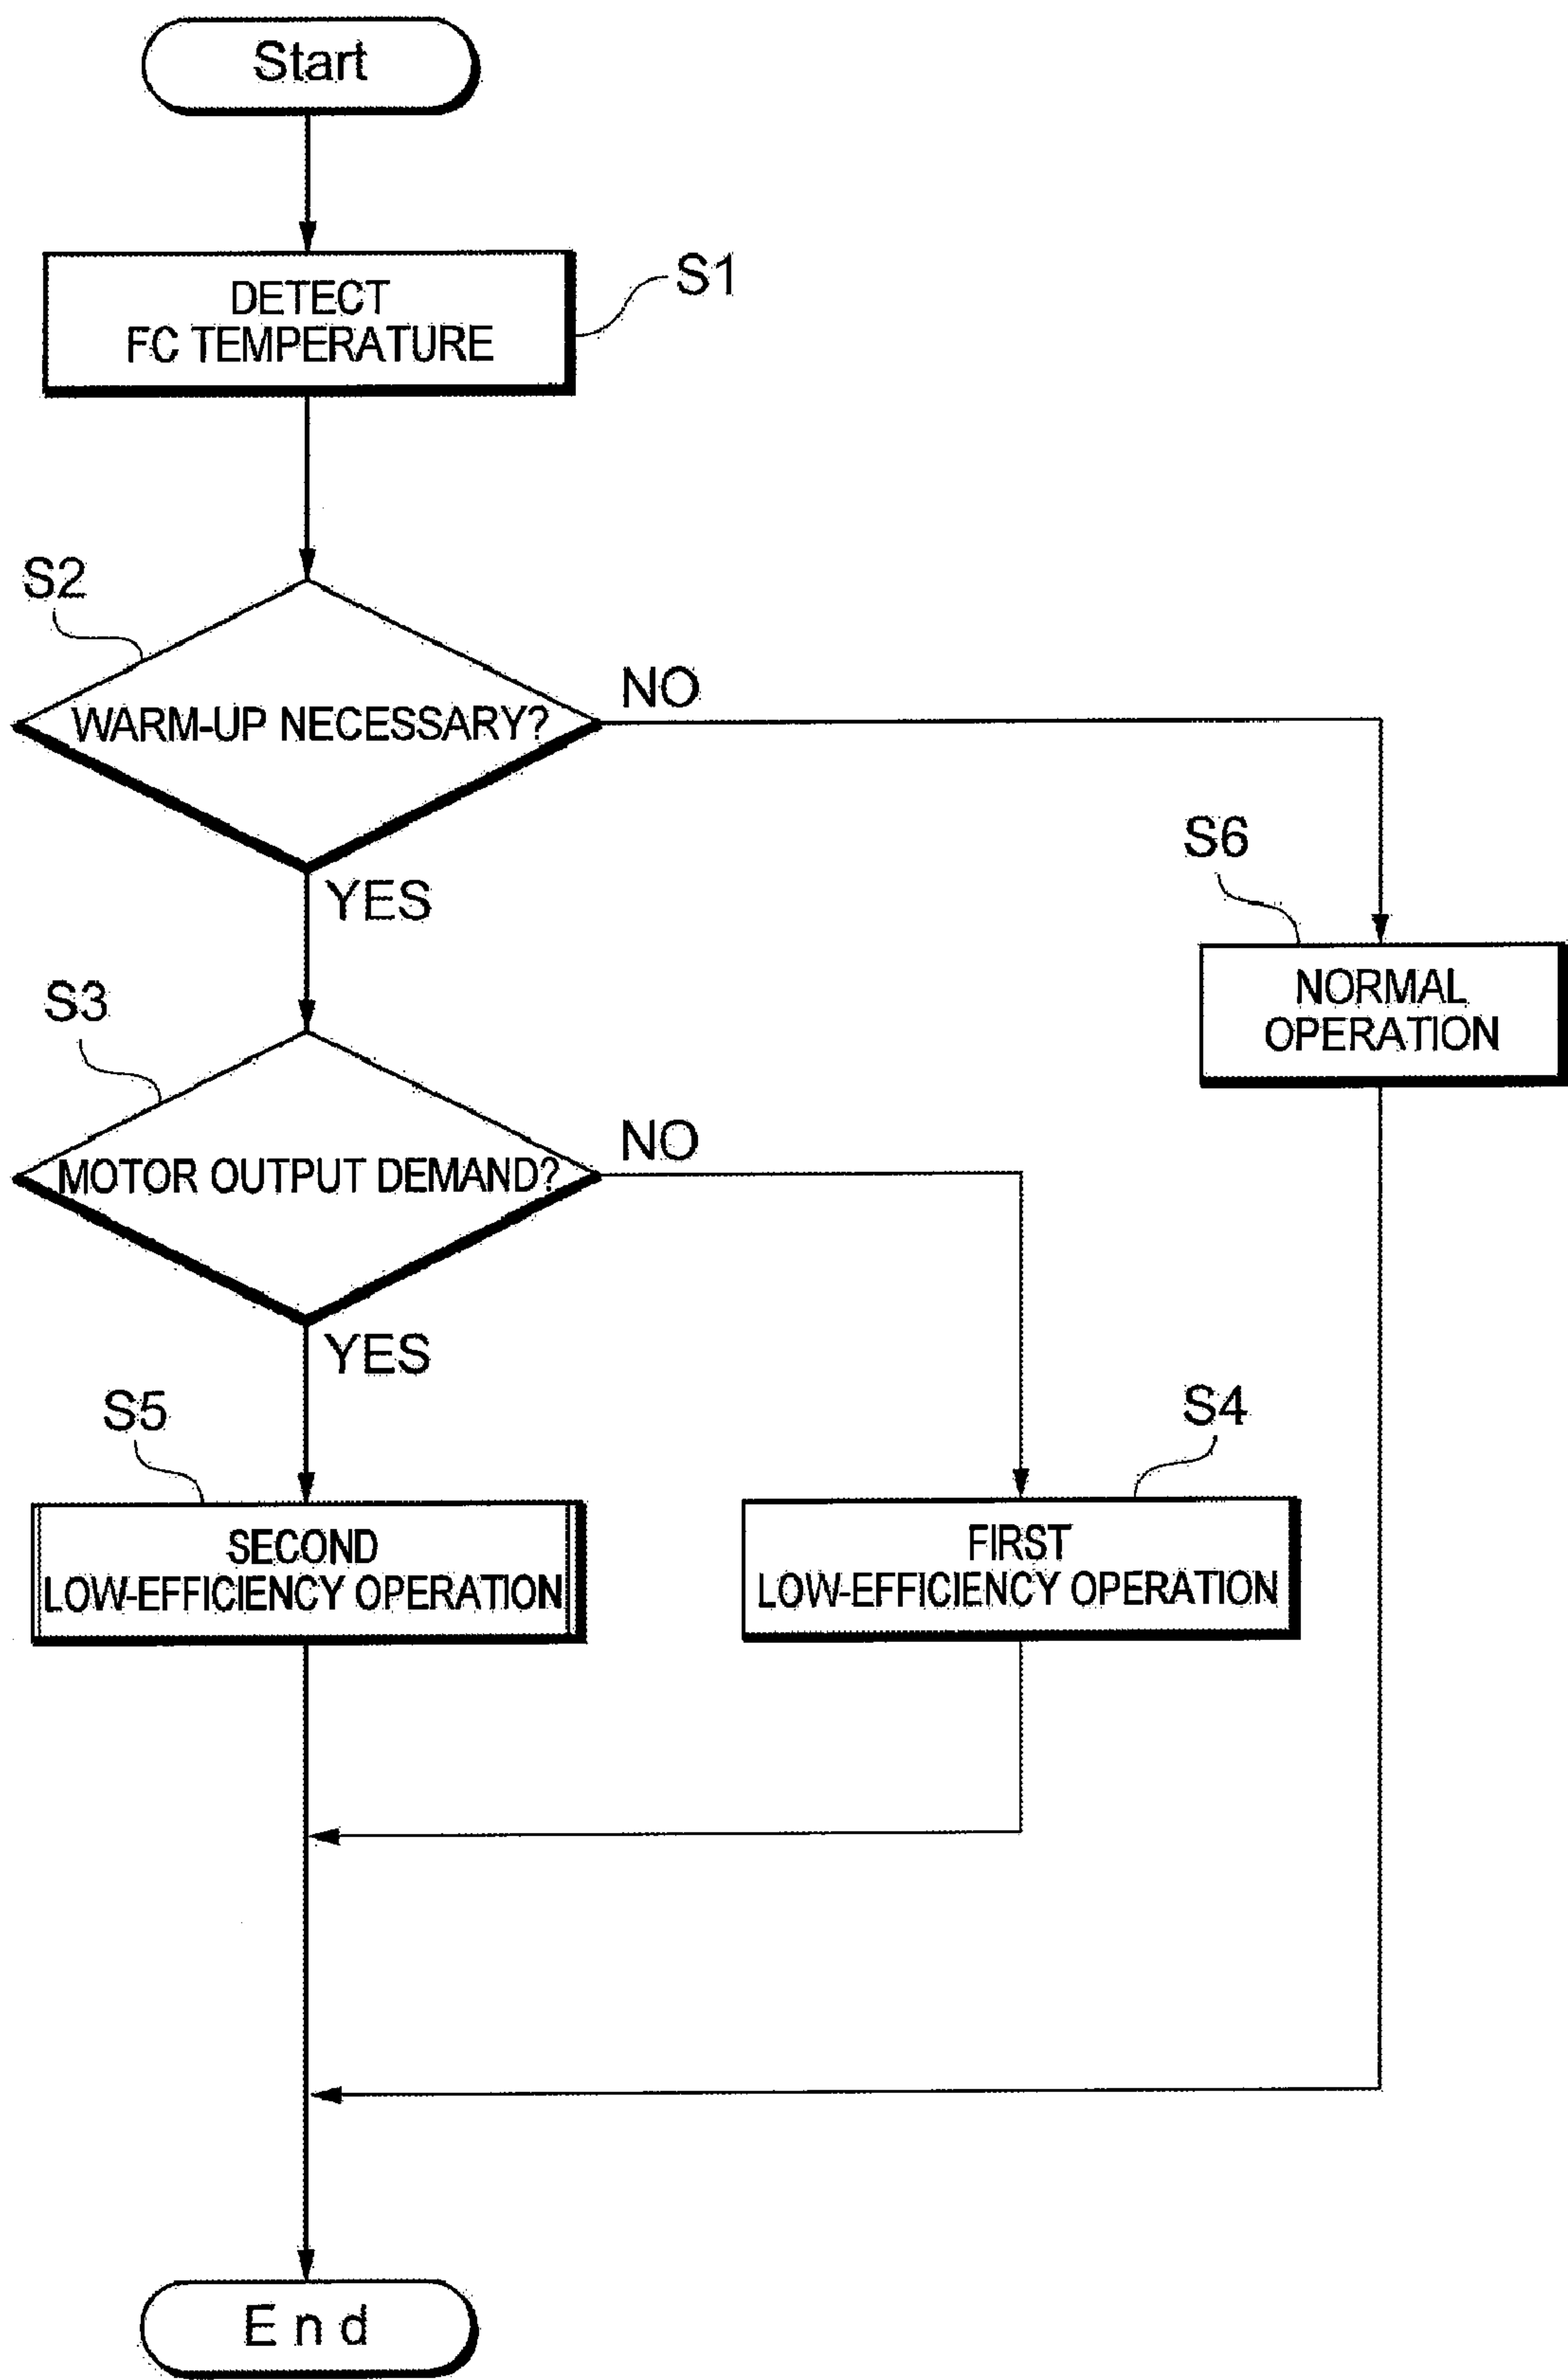 Start
DETECT
FC TEMPERATURE
S1
S2
WARM-UP NECESSARY?
NO
YES
S6
NORMAL
OPERATION
S3
MOTOR OUTPUT DEMAND?
NO
YES
S5
SECOND
LOW-EFFICIENCY OPERATION
S4
FIRST
LOW-EFFICIENCY OPERATION
End